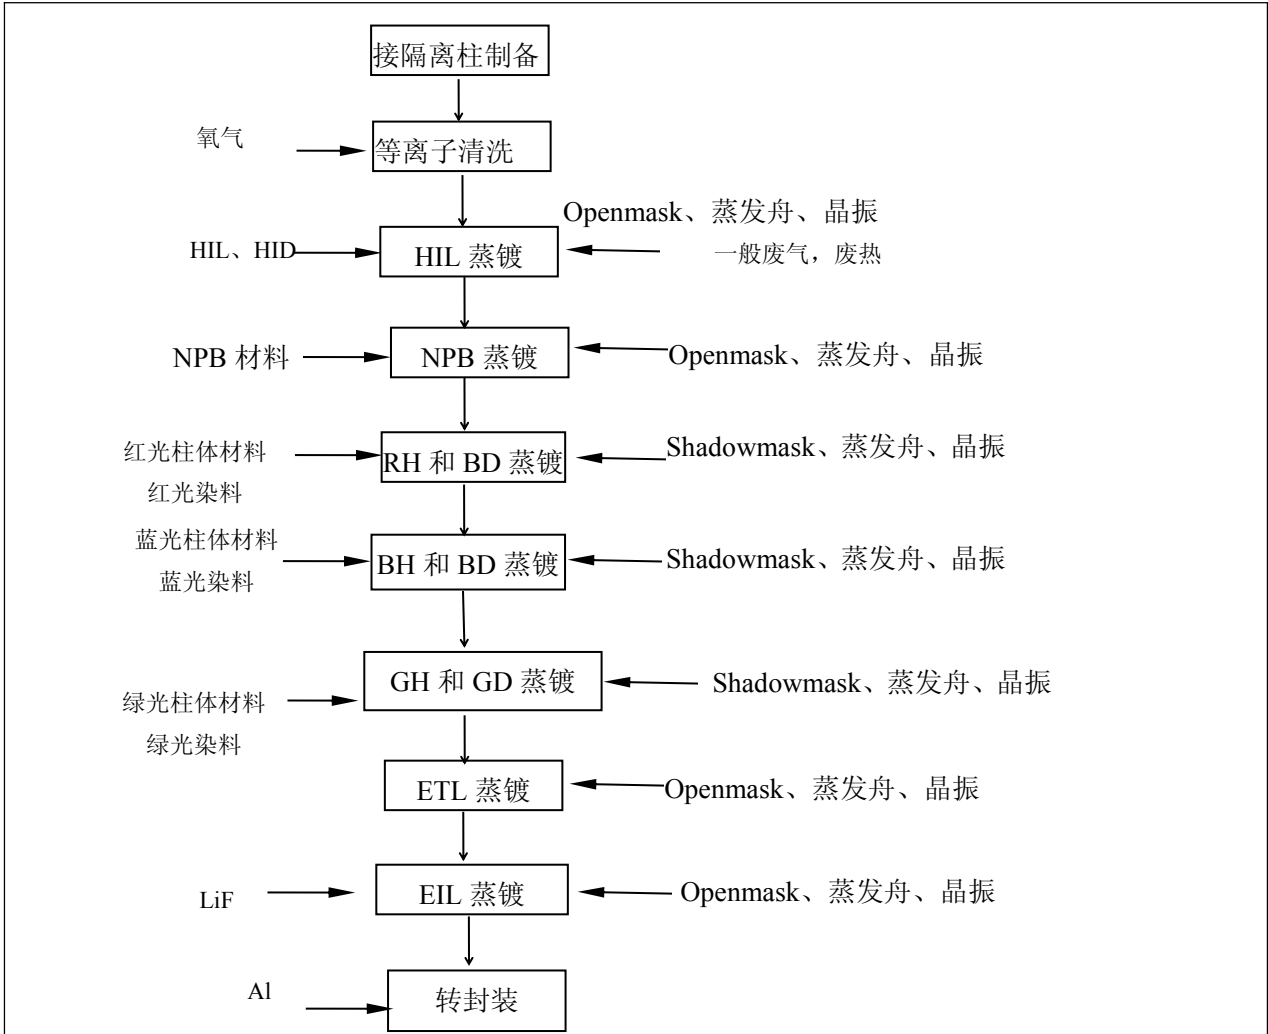 接隔离柱制备
氧气
等离子清洗
Openmask、蒸发舟、晶振
HIL、HID
HIL 蒸镀
一般废气，废热
NPB 材料
NPB 蒸镀
Openmask、蒸发舟、晶振
红光柱体材料
红光染料
RH 和 BD 蒸镀
Shadowmask、蒸发舟、晶振
蓝光柱体材料
蓝光染料
BH 和 BD 蒸镀
Shadowmask、蒸发舟、晶振
GH 和 GD 蒸镀
Shadowmask、蒸发舟、晶振
绿光柱体材料
绿光染料
ETL 蒸镀
Openmask、蒸发舟、晶振
LiF
EIL 蒸镀
Openmask、蒸发舟、晶振
Al
转封装